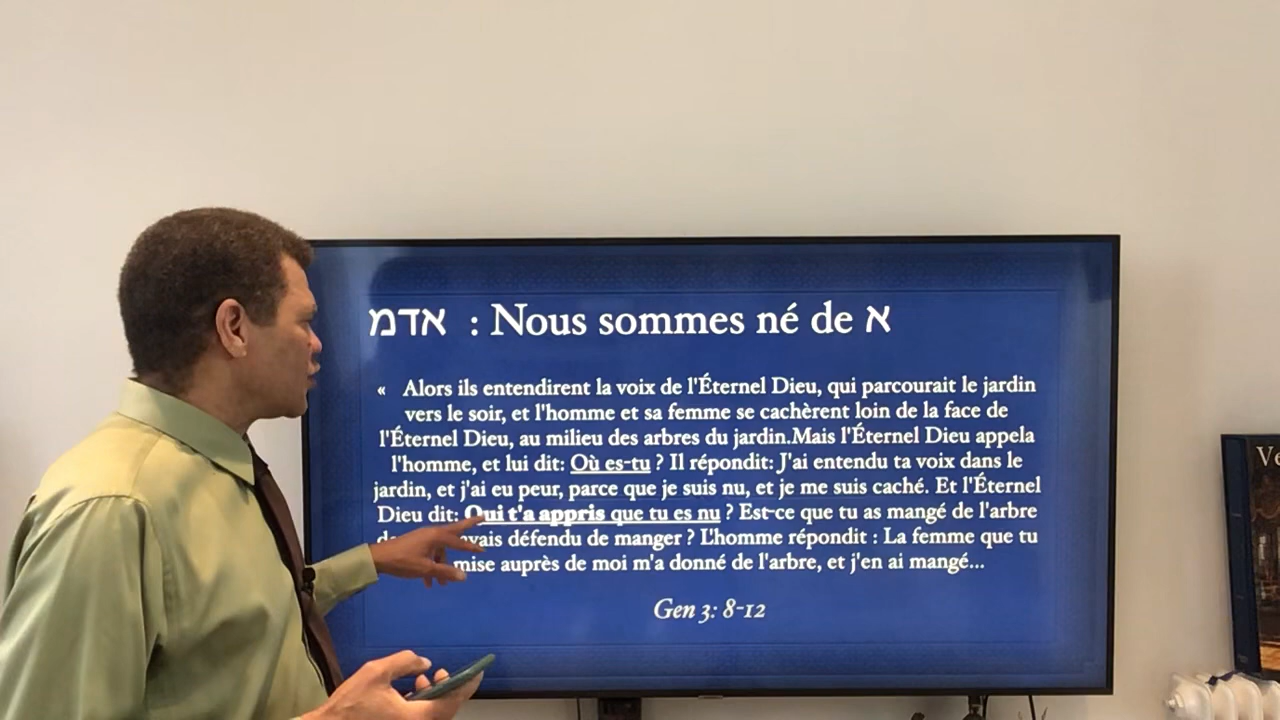 אדמ : Nous sommes né de א
« Alors ils entendirent la voix de l'Éternel Dieu, qui parcourait le jardin
vers le soir, et l'homme et sa femme se cachèrent loin de la face de
l'Éternel Dieu, au milieu des arbres du jardin.Mais l'Éternel Dieu appela
l'homme, et lui dit: Où es-tu ? Il répondit: J'ai entendu ta voix dans le
jardin, et j'ai eu peur, parce que je suis nu, et je me suis caché. Et l'Éternel
Dieu dit: Qui t'a appris que tu es nu ? Est-ce que tu as mangé de l'arbre
défendu de manger ? L'homme répondit : La femme que tu
mise auprès de moi m'a donné de l'arbre, et j'en ai mangé...
Gen 3: 8-12